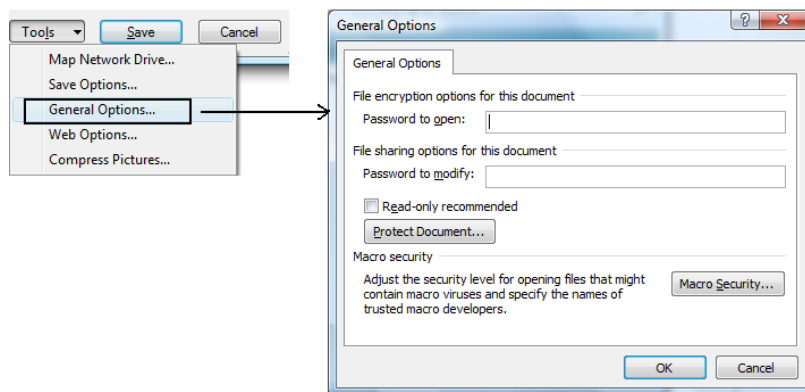 Tools
Save
Cancel
Map Network Drive...
Save Options...
General Options...
Web Options...
Compress Pictures...
General Options
?
X
General Options
File encryption options for this document
Password to open:
File sharing options for this document
Password to modify:
Read-only recommended
Protect Document...
Macro security
Adjust the security level for opening files that might
contain macro viruses and specify the names of
trusted macro developers.
Macro Security...
OK
Cancel